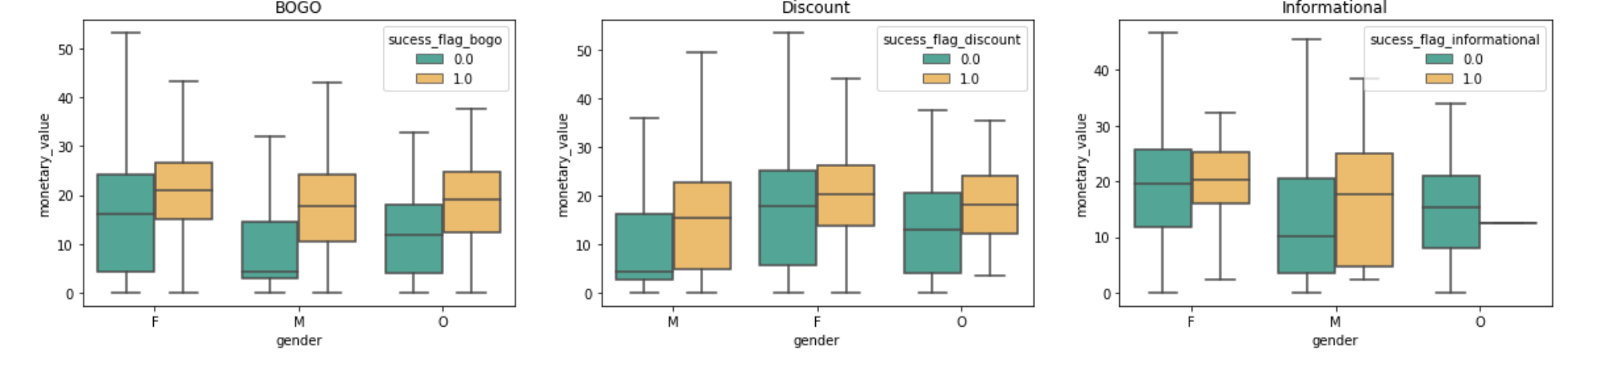 BOGO
sucess_flag_bogo
0.0
1.0
50
40
30
20
10
0
monetary_value
F M O
gender
Discount
sucess_flag_discount
0.0
1.0
50
40
30
20
10
0
monetary_value
M F O
gender
Informational
sucess_flag_informational
0.0
1.0
40
30
20
10
0
monetary_value
F M O
gender